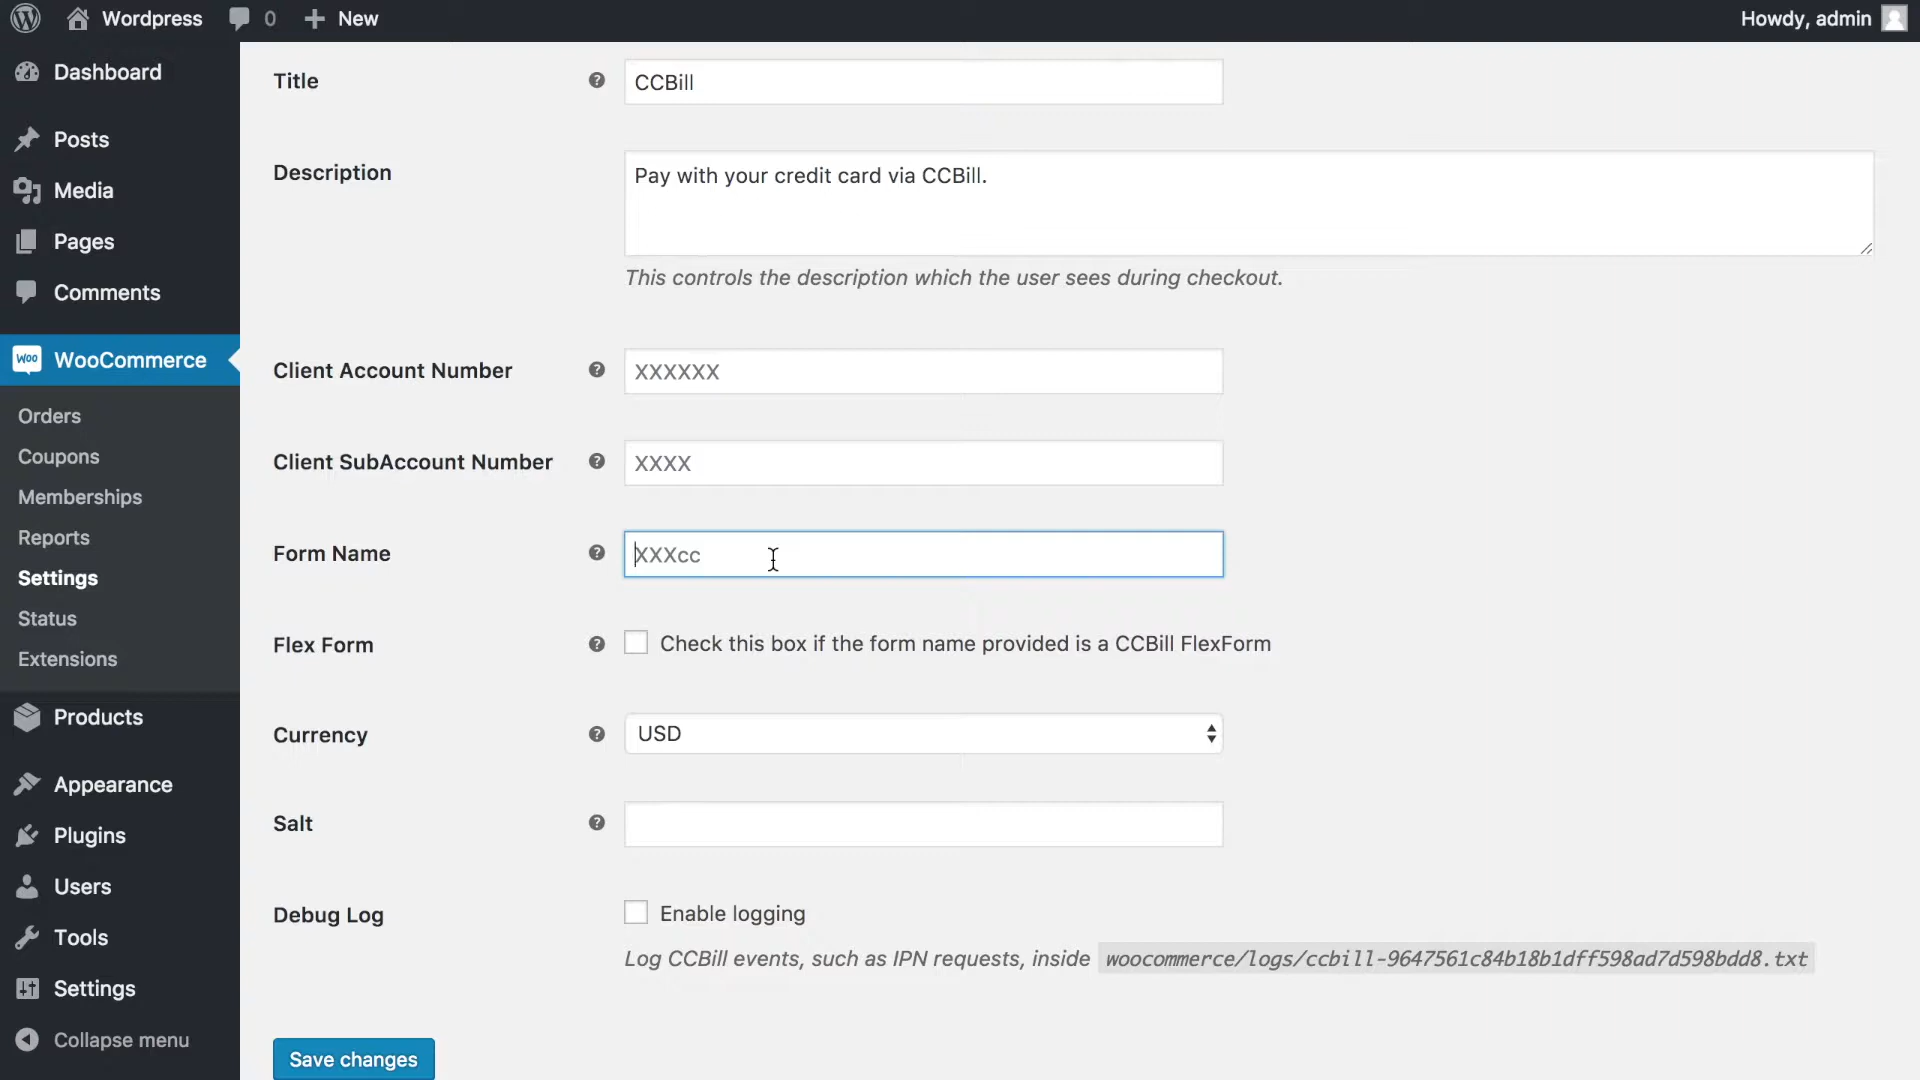 Wordpress 0 New Howdy, admin
Dashboard
Posts
Media
Pages
Comments
woo WooCommerce
Orders
Coupons
Memberships
Reports
Settings
Status
Extensions
Products
Appearance
Plugins
Users
Tools
Settings
Collapse menu
Title ? CCBill
Description Pay with your credit card via CCBill.
This controls the description which the user sees during checkout.
Client Account Number ? XXXXXX
Client SubAccount Number ? XXXX
Form Name ? XXXcc
Flex Form ? Check this box if the form name provided is a CCBill FlexForm
Currency ? USD
Salt ?
Debug Log Enable logging
Log CCBill events, such as IPN requests, inside woocommerce/logs/ccbill-9647561c84b18b1dff598ad7d598bdd8.txt
Save changes